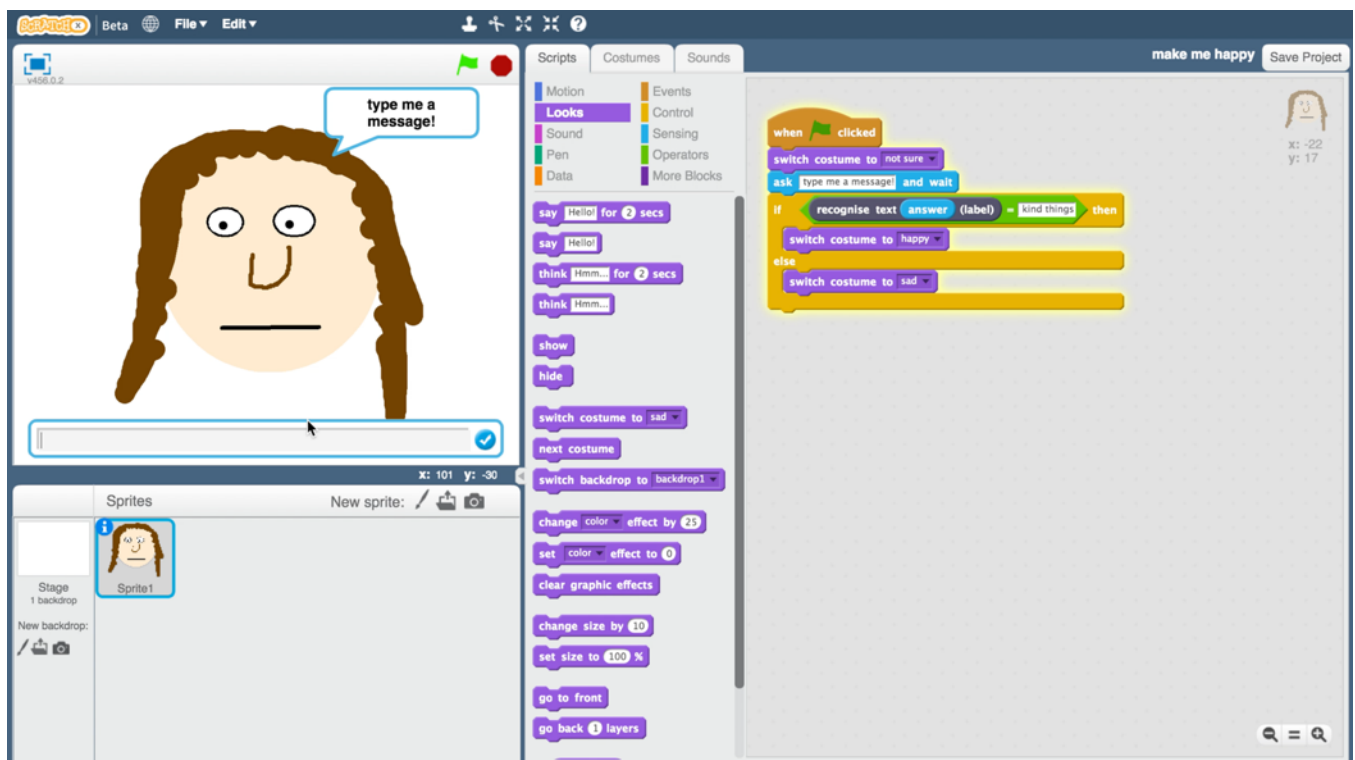 SCRATCHX Beta File▾ Edit▾
make me happy Save Project
v456.0.2
type me a
message!
x: 101 y: -30
Sprites New sprite:
Stage
1 backdrop
New backdrop:
Sprite1
Scripts Costumes Sounds
Motion Events
Looks Control
Sound Sensing
Pen Operators
Data More Blocks
say Hello! for 2 secs
say Hello!
think Hmm... for 2 secs
think Hmm...
show
hide
switch costume to sad
next costume
switch backdrop to backdrop1
change color effect by 25
set color effect to 0
clear graphic effects
change size by 10
set size to 100 %
go to front
go back 1 layers
when clicked
switch costume to not sure
ask type me a message! and wait
if recognise text answer (label) = kind things then
switch costume to happy
else
switch costume to sad
x: -22
y: 17